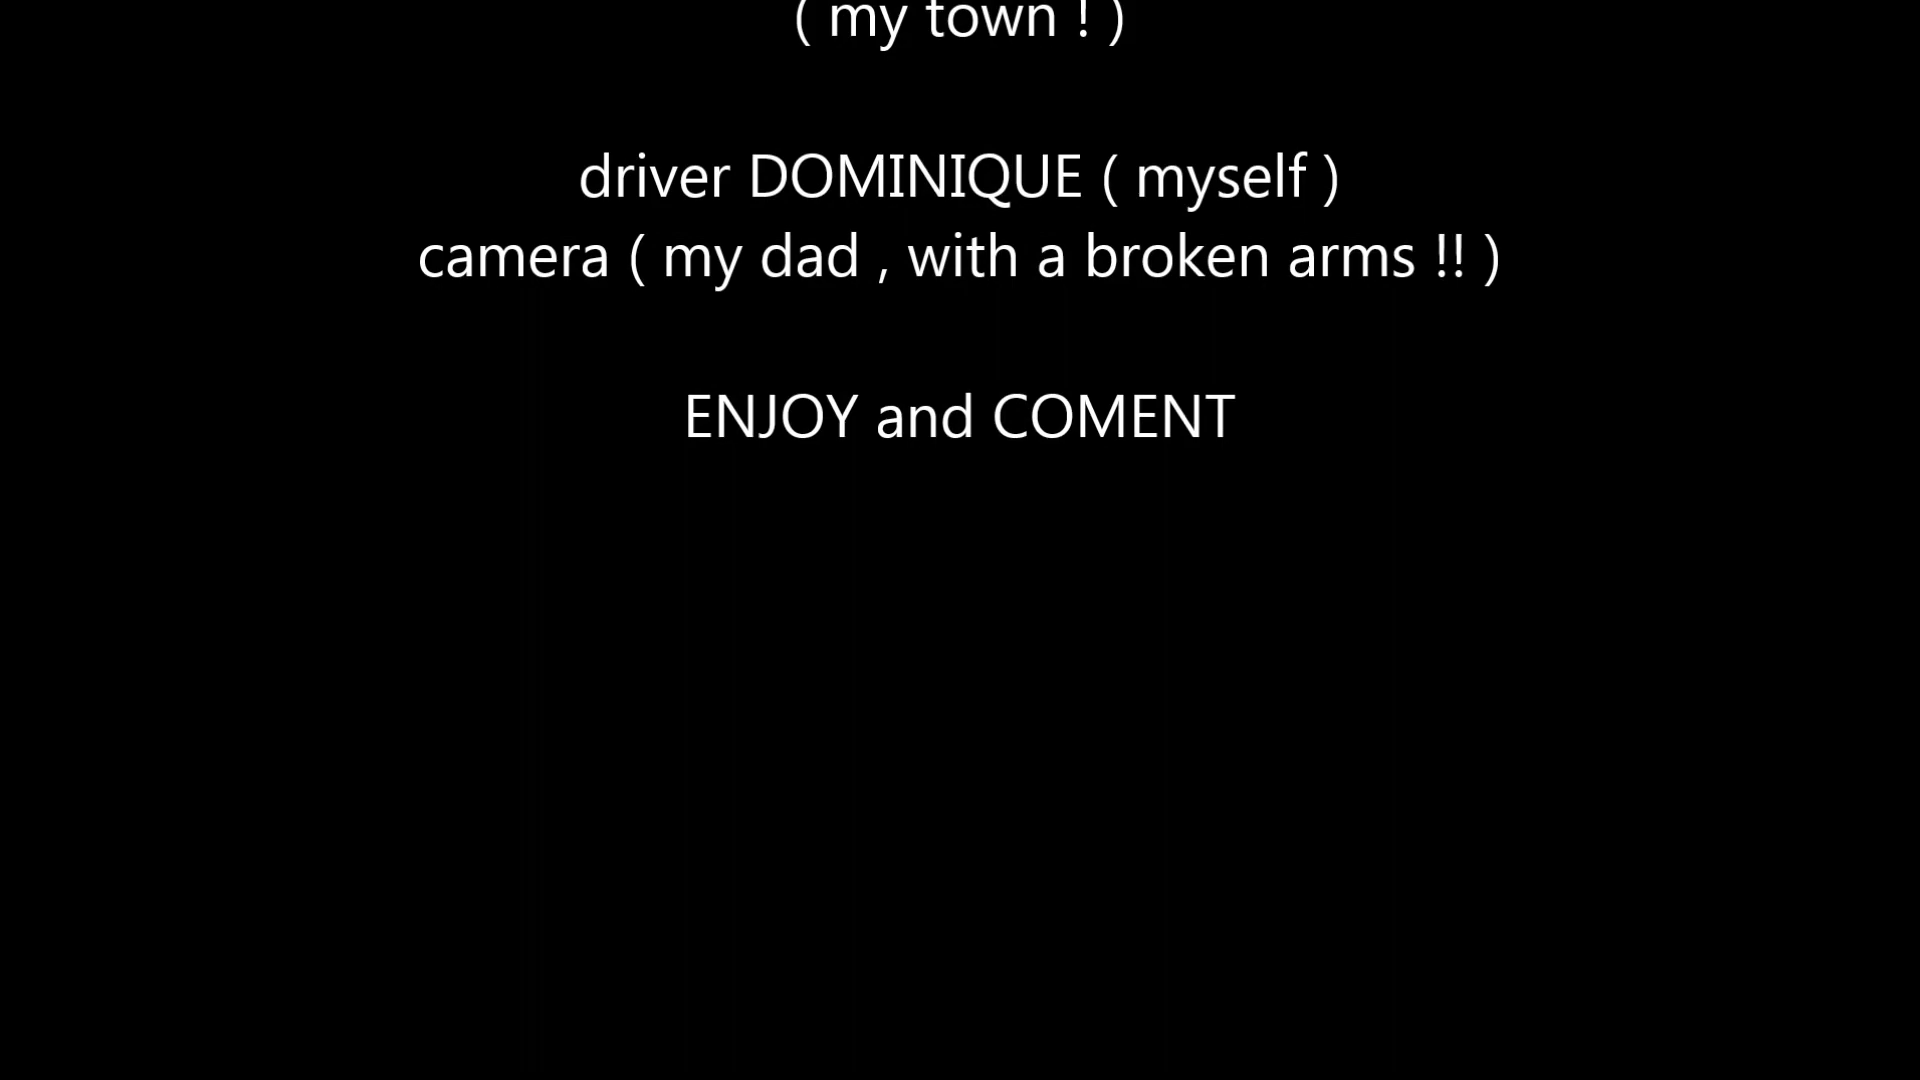 ( my town ! )
driver DOMINIQUE ( myself )
camera ( my dad , with a broken arms !! )
ENJOY and COMENT